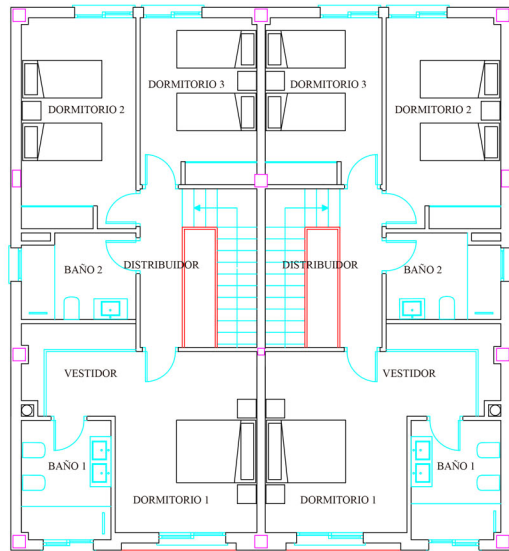 DORMITORIO 2
DORMITORIO 3
DORMITORIO 3
DORMITORIO 2
BAÑO 2
DISTRIBUIDOR
DISTRIBUIDOR
BAÑO 2
VESTIDOR
VESTIDOR
BAÑO 1
DORMITORIO 1
DORMITORIO 1
BAÑO 1